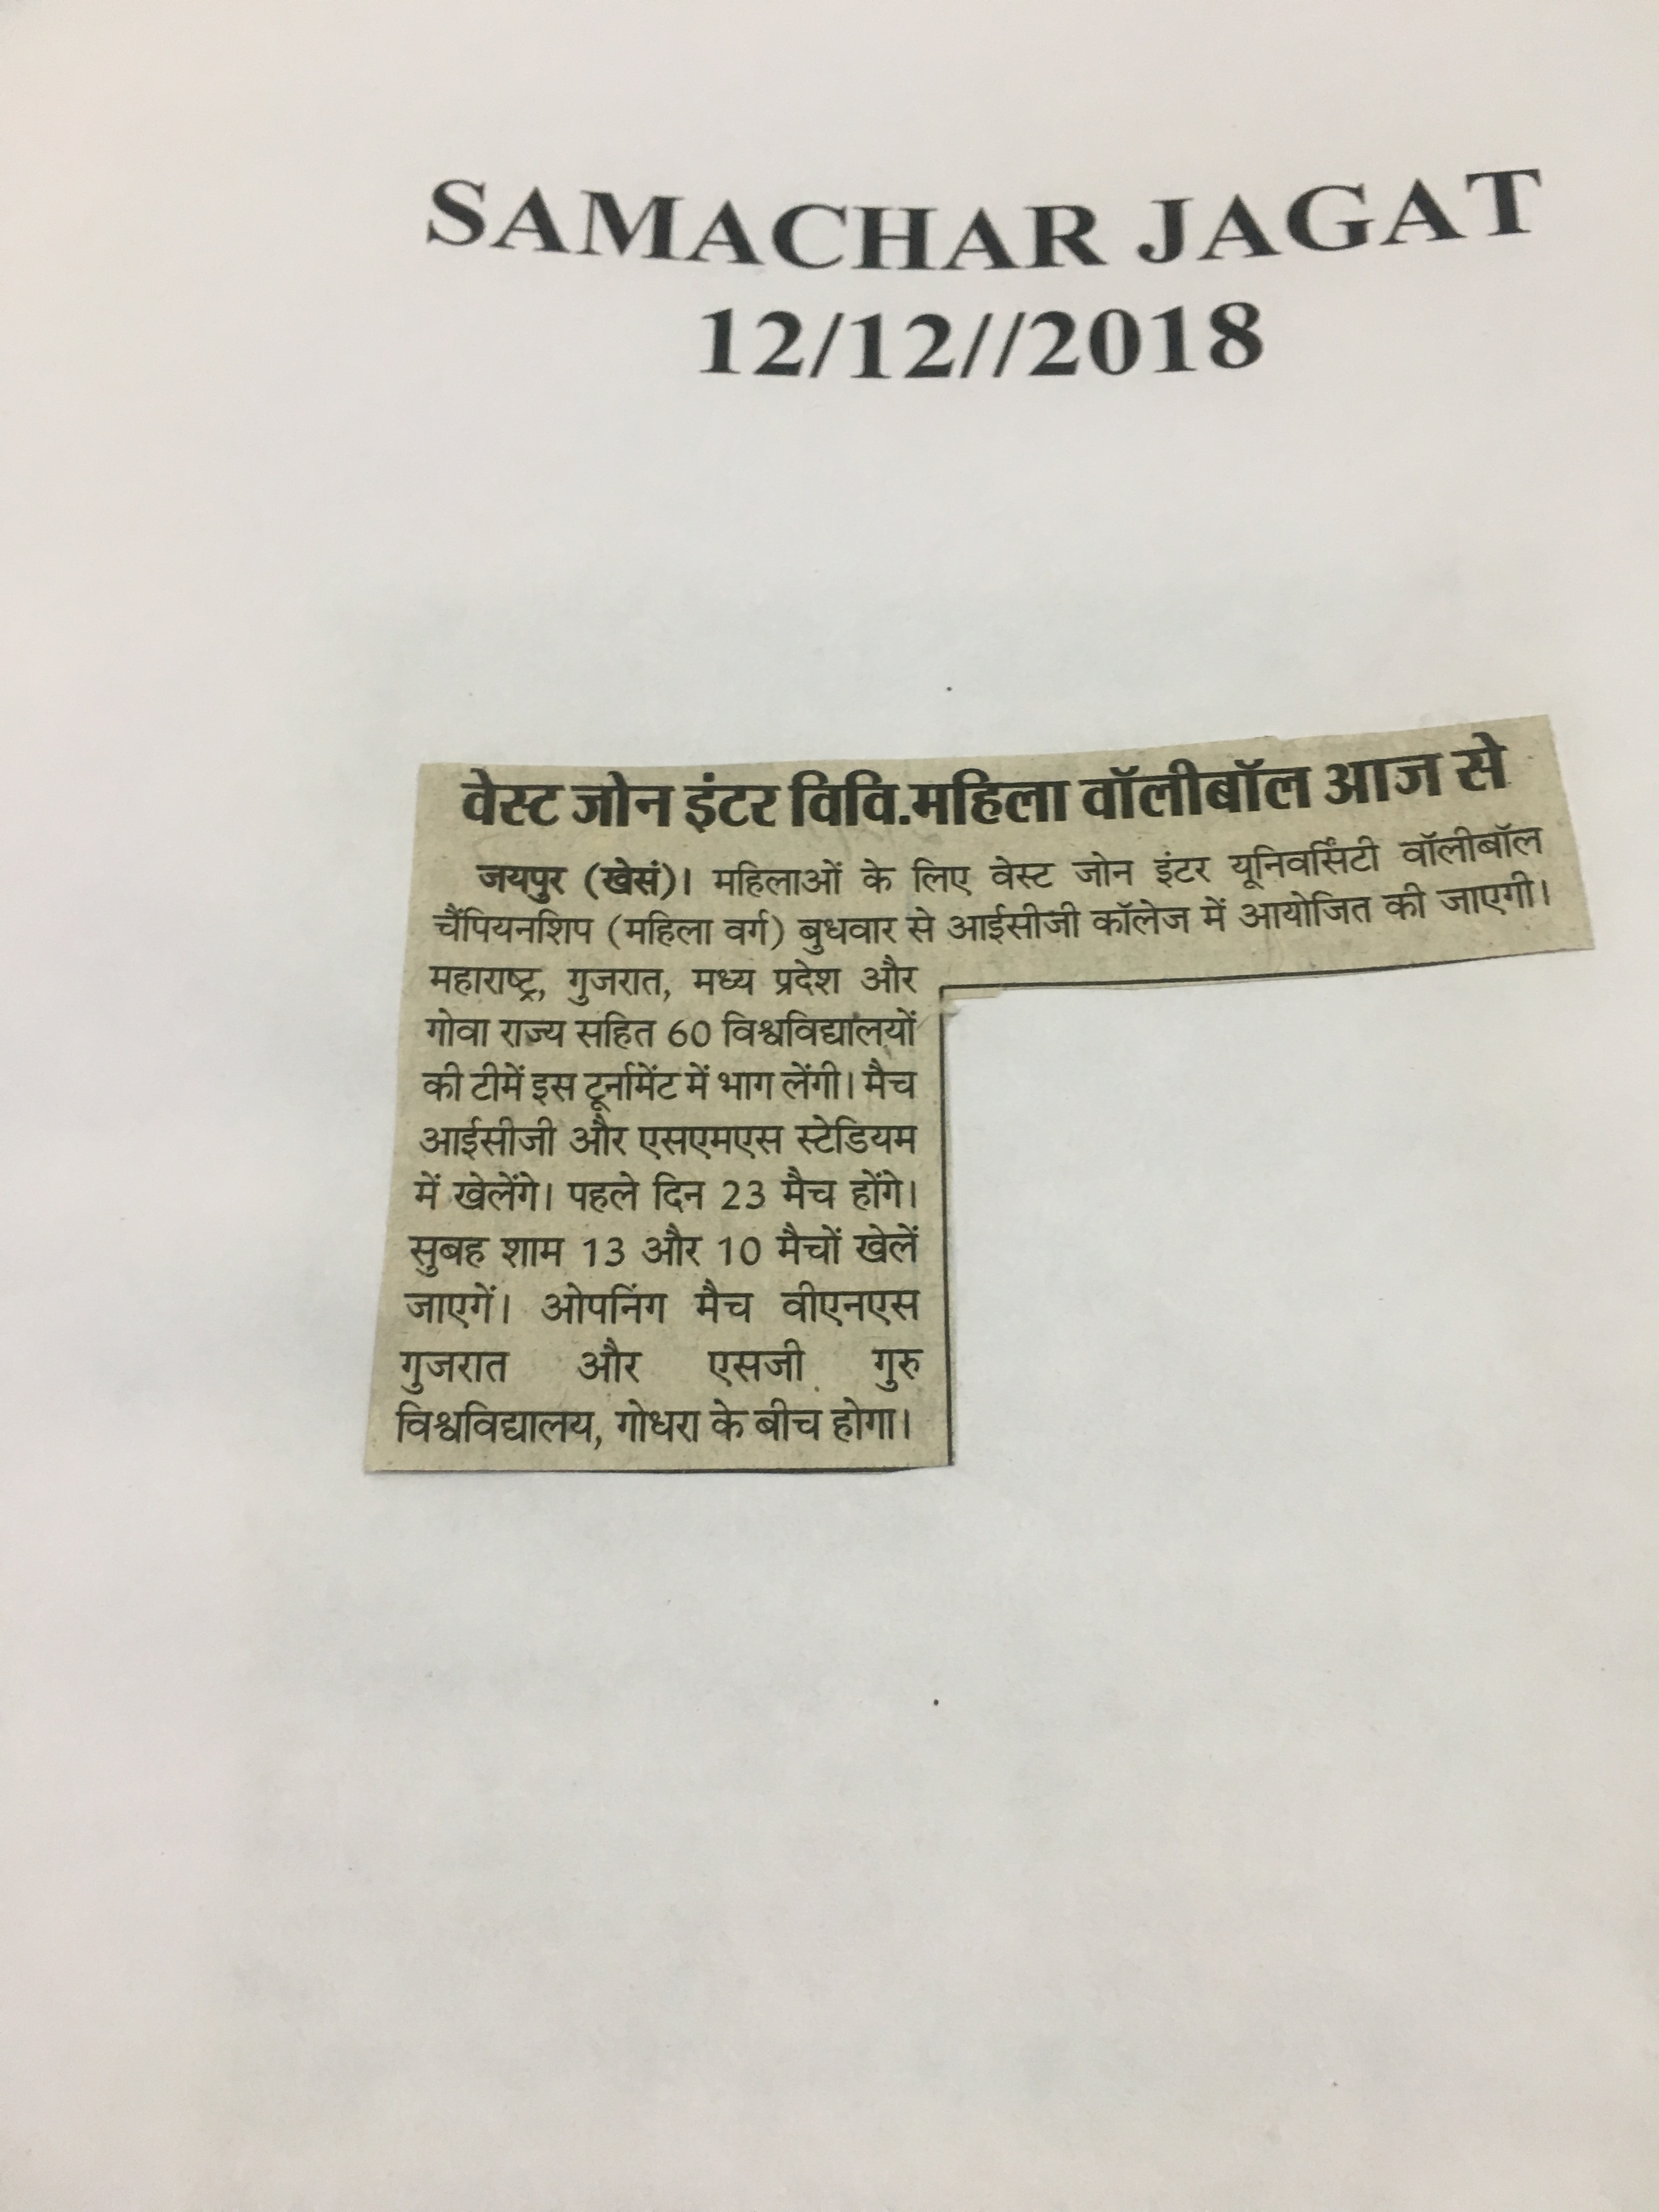 SAMACHAR JAGAT
12/12//2018
वेस्ट जोन इंटर विवि.महिला वॉलीबॉल आज से
जयपुर (खेसं)। महिलाओं के लिए वेस्ट जोन इंटर यूनिवर्सिटी वॉलीबॉल
चैंपियनशिप (महिला वर्ग) बुधवार से आईसीजी कॉलेज में आयोजित की जाएगी।
महाराष्ट्र, गुजरात, मध्य प्रदेश और
गोवा राज्य सहित 60 विश्वविद्यालयों
की टीमें इस टूर्नामेंट में भाग लेंगी। मैच
आईसीजी और एसएमएस स्टेडियम
में खेलेंगे। पहले दिन 23 मैच होंगे।
सुबह शाम 13 और 10 मैचों खेलें
जाएगें। ओपनिंग मैच वीएनएस
गुजरात और एसजी गुरु
विश्वविद्यालय, गोधरा के बीच होगा।